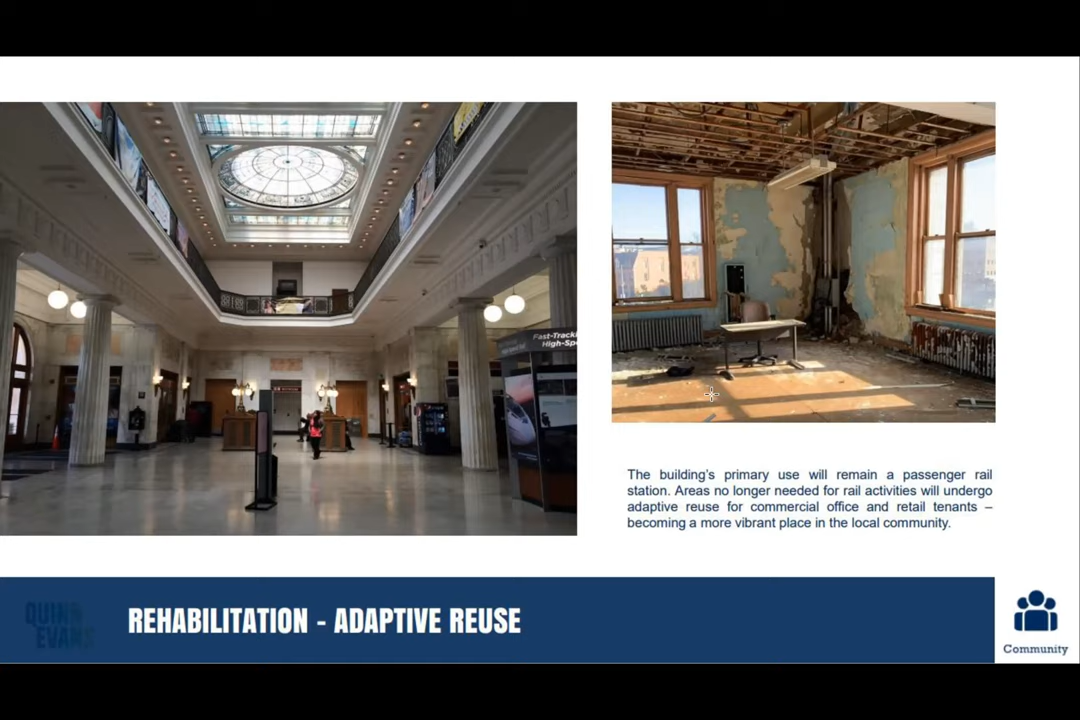 Fast-Tracki
High-Spe
The building's primary use will remain a passenger rail
station. Areas no longer needed for rail activities will undergo
adaptive reuse for commercial office and retail tenants –
becoming a more vibrant place in the local community.
QUINN
EVANS
REHABILITATION - ADAPTIVE REUSE
Community